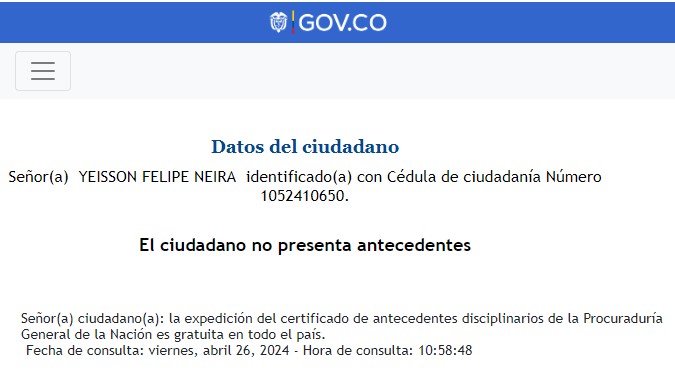 GOV.CO
Datos del ciudadano
Señor(a) YEISSON FELIPE NEIRA identificado(a) con Cédula de ciudadanía Número
1052410650.
El ciudadano no presenta antecedentes
Señor(a) ciudadano(a): la expedición del certificado de antecedentes disciplinarios de la Procuraduría
General de la Nación es gratuita en todo el país.
Fecha de consulta: viernes, abril 26, 2024 - Hora de consulta: 10:58:48